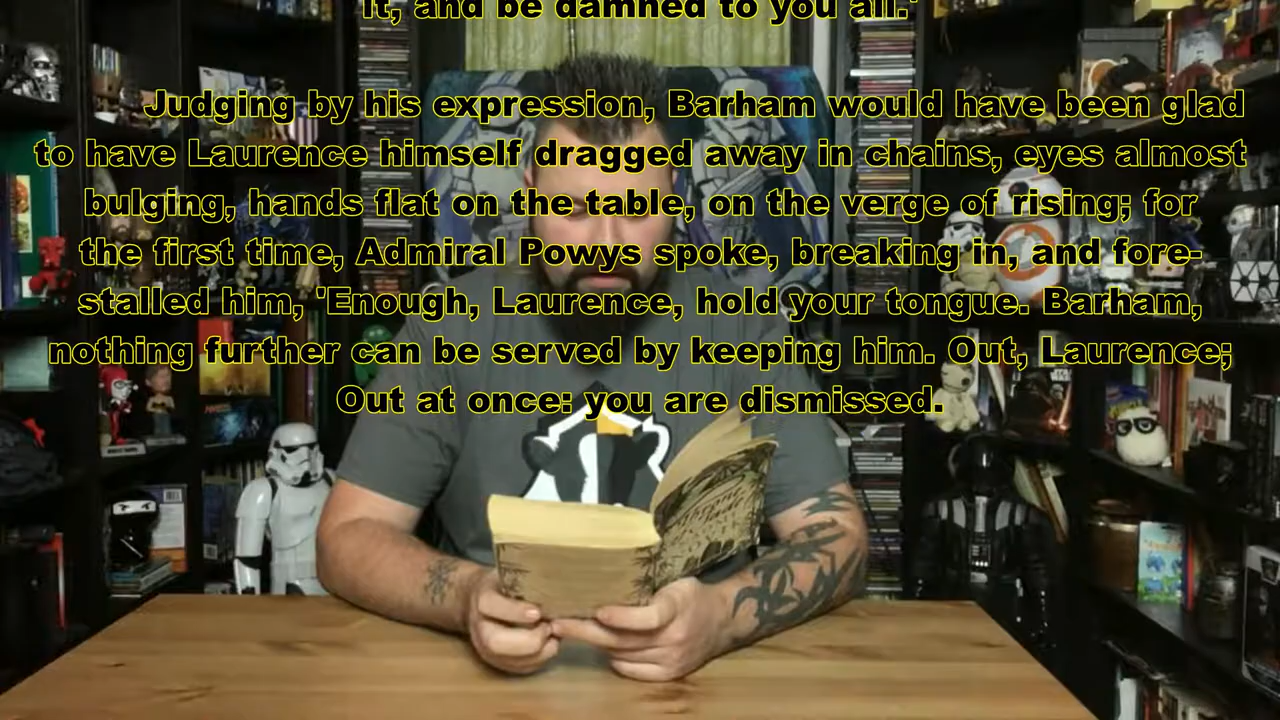 it, and be damned to you all.'
Judging by his expression, Barham would have been glad
to have Laurence himself dragged away in chains, eyes almost
bulging, hands flat on the table, on the verge of rising; for
the first time, Admiral Powys spoke, breaking in, and fore-
stalled him, 'Enough, Laurence, hold your tongue. Barham,
nothing further can be served by keeping him. Out, Laurence;
Out at once: you are dismissed.